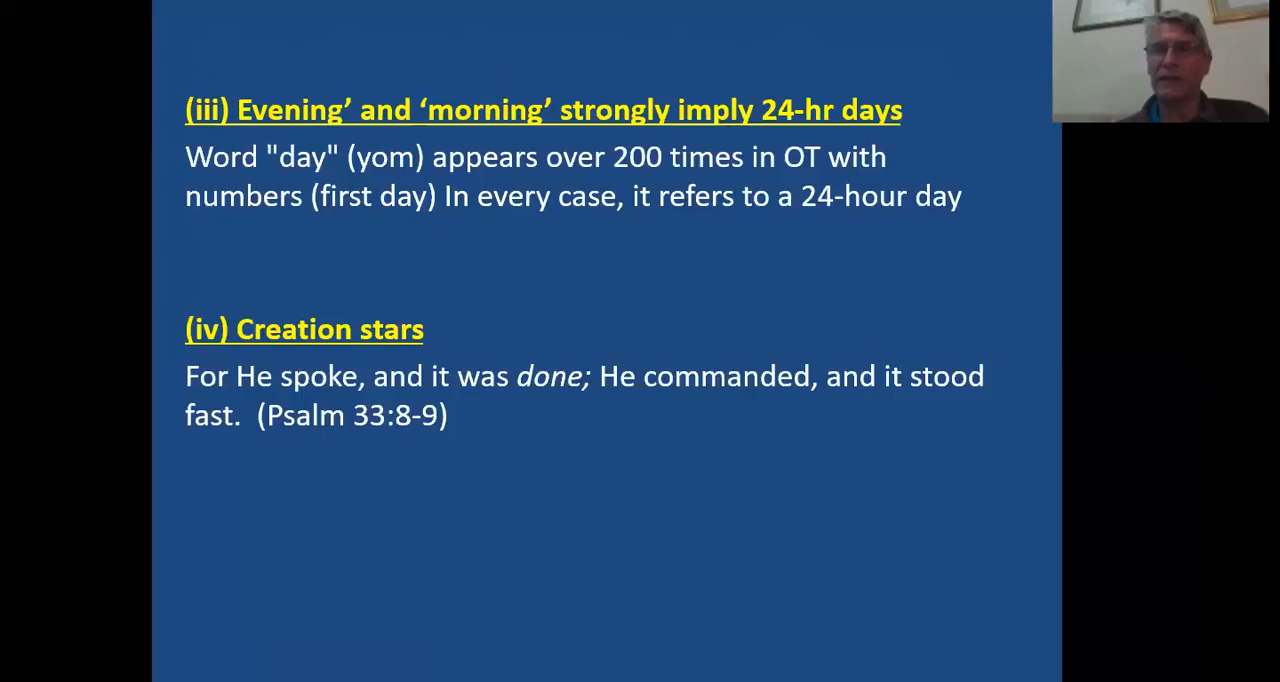 (iii) Evening’ and ‘morning’ strongly imply 24-hr days
Word "day" (yom) appears over 200 times in OT with
numbers (first day) In every case, it refers to a 24-hour day
(iv) Creation stars
For He spoke, and it was done; He commanded, and it stood
fast.  (Psalm 33:8-9)